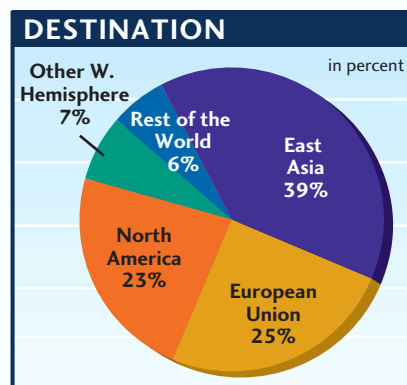 DESTINATION
in percent
Other W.
Hemisphere
7%
Rest of the
World
6%
East
Asia
39%
North
America
23%
European
Union
25%